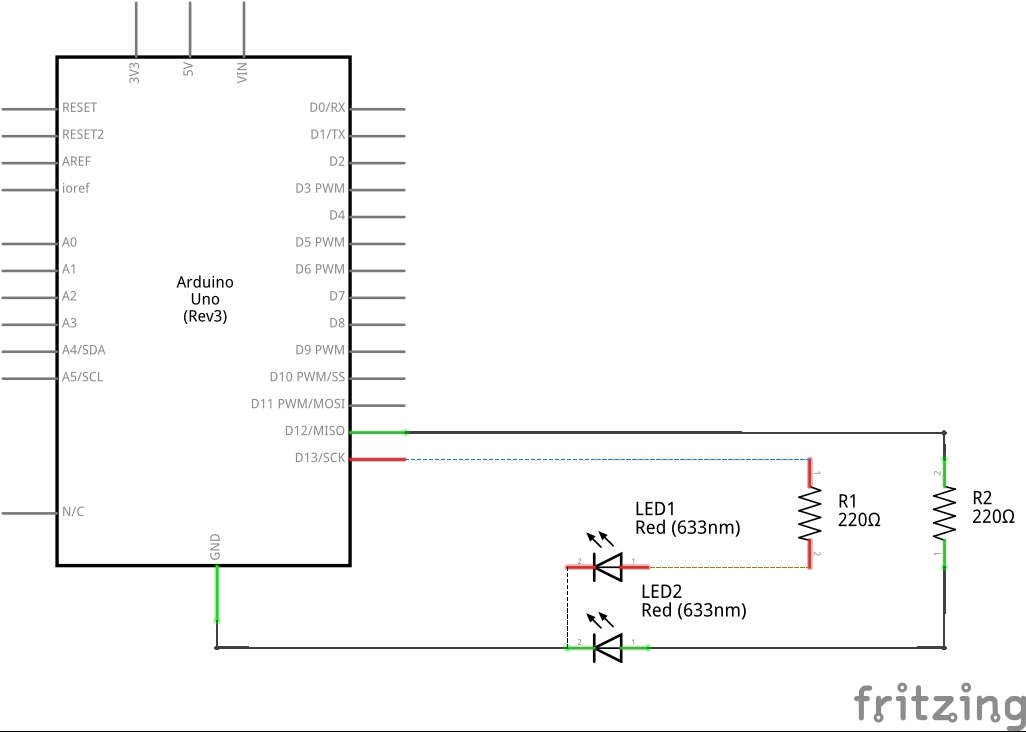 3V3
5V
VIN
RESET
D0/RX
RESET2
D1/TX
AREF
D2
ioref
D3 PWM
D4
A0
D5 PWM
A1
D6 PWM
A2
D7
A3
D8
A4/SDA
D9 PWM
A5/SCL
D10 PWM/SS
D11 PWM/MOSI
D12/MISO
D13/SCK
N/C
GND
Arduino
Uno
(Rev3)
LED1
Red (633nm)
2
1
LED2
Red (633nm)
2
1
1
R1
220Ω
2
2
R2
220Ω
1
fritzing